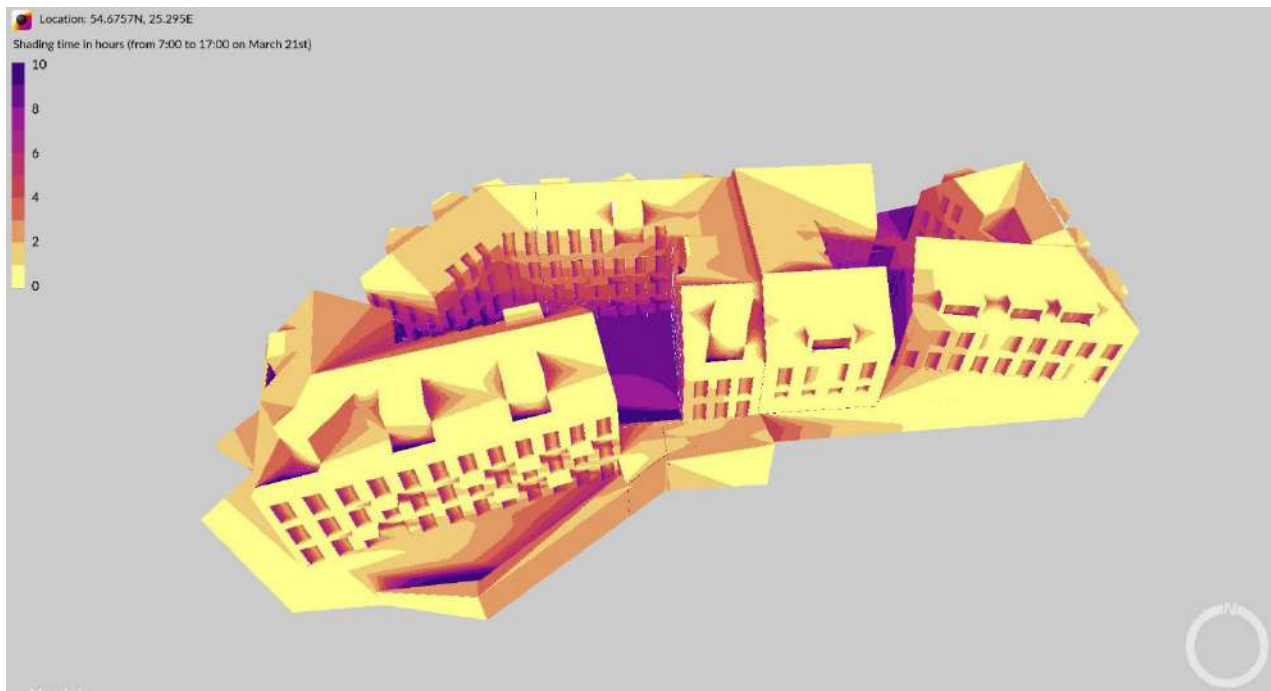 Location: 54.6757N, 25.295E
Shading time in hours (from 7:00 to 17:00 on March 21st)
10
8
6
4
2
0
N